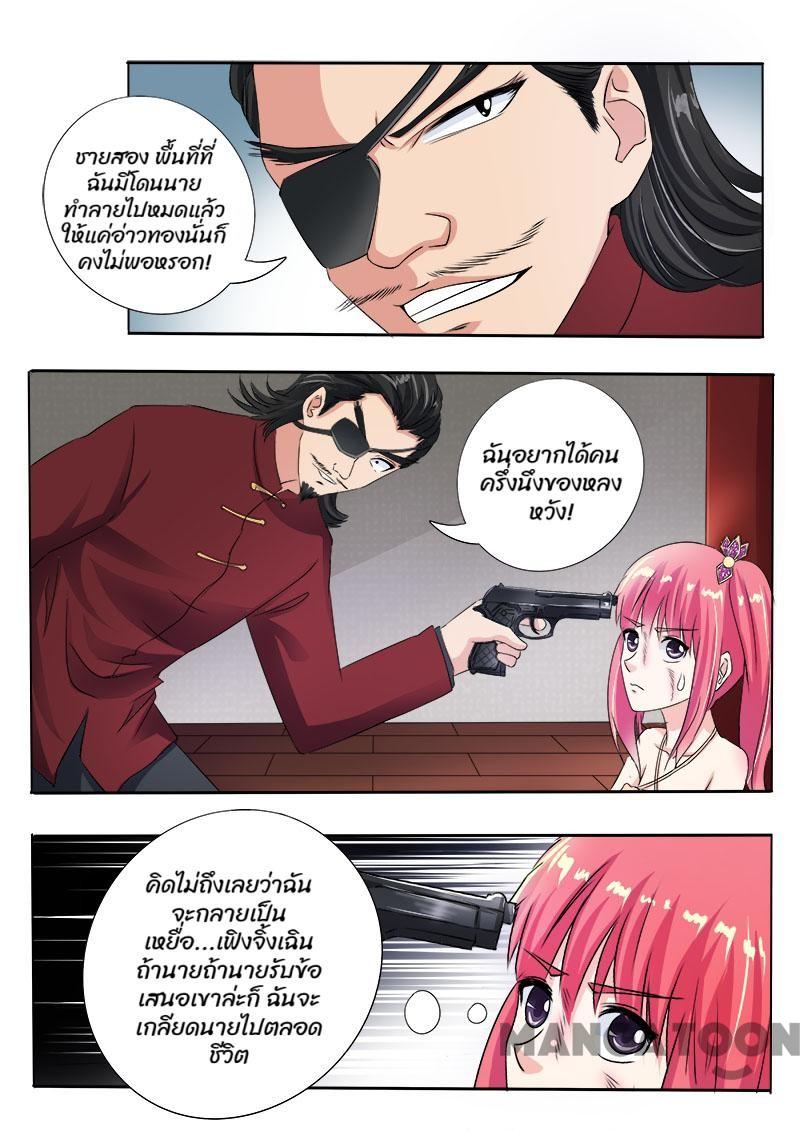 ชายสอง พื้นที่ที่
ฉันมีโดนนาย
ทำลายไปหมดแล้ว
ให้แค่อ่าวทองนั่นก็
คงไม่พอหรอก!
ฉันอยากได้คน
ครึ่งนึงของหลง
หวัง!
คิดไม่ถึงเลยว่าฉัน
จะกลายเป็น
เหยื่อ...เฟิงจิ้งเฉิน
ถ้านายถ้านายรับข้อ
เสนอเขาล่ะก็ ฉันจะ
เกลียดนายไปตลอด
ชีวิต
MANGATOON